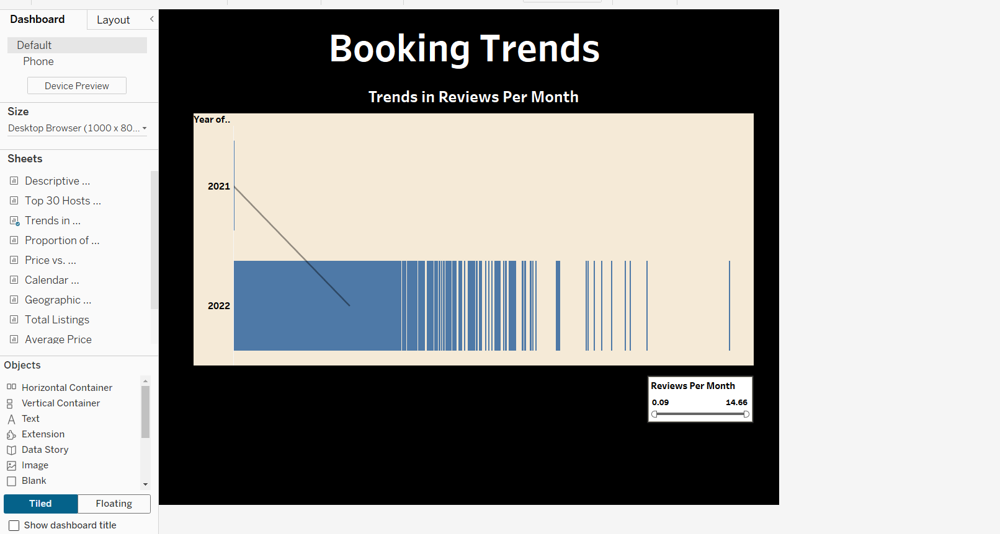 Dashboard
Layout
Default
Phone
Device Preview
Size
Desktop Browser (1000 x 80...
Sheets
Descriptive ...
Top 30 Hosts ...
Trends in ...
Proportion of ...
Price vs. ...
Calendar ...
Geographic ...
Total Listings
Average Price
Objects
Horizontal Container
Vertical Container
Text
Extension
Data Story
Image
Blank
Tiled
Floating
Show dashboard title
Booking Trends
Trends in Reviews Per Month
Year of..
2021
2022
Reviews Per Month
0.09 14.66